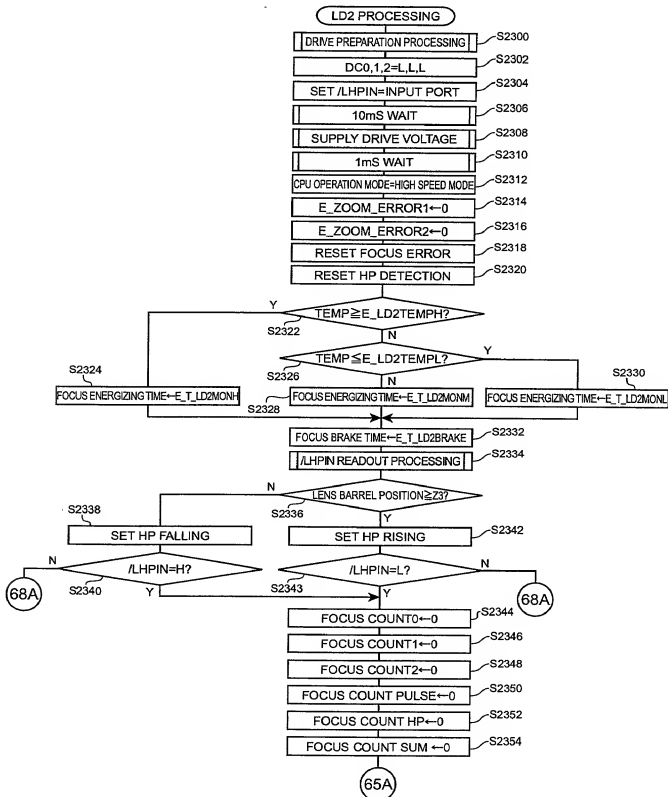 LD2 PROCESSING
DRIVE PREPARATION PROCESSING
S2300
DC0,1,2=L,L,L
S2302
SET /LHPIN=INPUT PORT
S2304
10mS WAIT
S2306
SUPPLY DRIVE VOLTAGE
S2308
1mS WAIT
S2310
CPU OPERATION MODE=HIGH SPEED MODE
S2312
E_ZOOM_ERROR1←0
S2314
E_ZOOM_ERROR2←0
S2316
RESET FOCUS ERROR
S2318
RESET HP DETECTION
S2320
Y
TEMP≧E_LD2TEMPH?
S2322
N
TEMP≦E_LD2TEMPL?
Y
S2326
N
S2324
FOCUS ENERGIZING TIME←E_T_LD2MONH
FOCUS ENERGIZING TIME←E_T_LD2MONM
S2328
S2330
FOCUS ENERGIZING TIME←E_T_LD2MONL
FOCUS BRAKE TIME←E_T_LD2BRAKE
S2332
/LHPIN READOUT PROCESSING
S2334
N
LENS BARREL POSITION≧Z3?
S2336
Y
S2338
SET HP FALLING
SET HP RISING
S2342
N
/LHPIN=H?
S2340
Y
/LHPIN=L?
S2343
N
Y
68A
68A
FOCUS COUNT0←0
S2344
FOCUS COUNT1←0
S2346
FOCUS COUNT2←0
S2348
FOCUS COUNT PULSE←0
S2350
FOCUS COUNT HP←0
S2352
FOCUS COUNT SUM ←0
S2354
65A